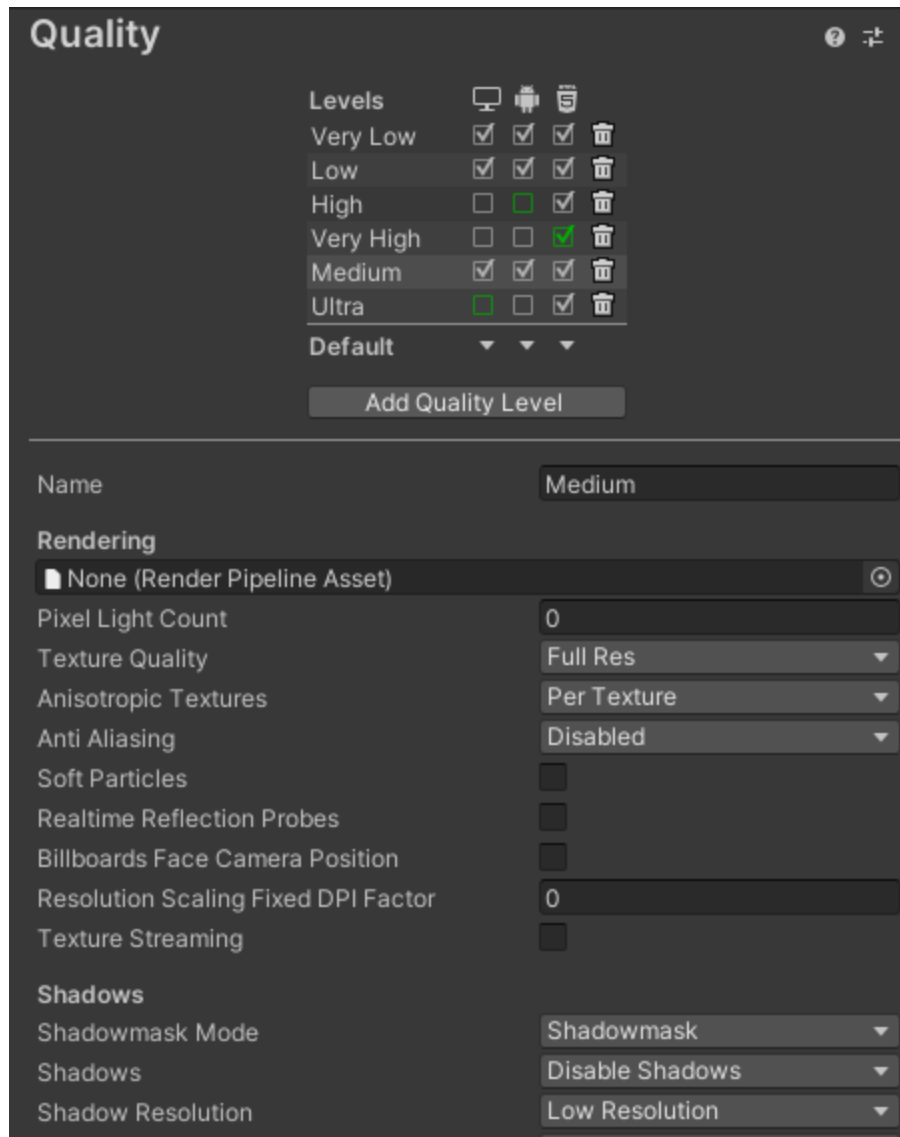 Quality
Levels
Very Low
Low
High
Very High
Medium
Ultra
Default
Add Quality Level
Name Medium
Rendering
None (Render Pipeline Asset)
Pixel Light Count 0
Texture Quality Full Res
Anisotropic Textures Per Texture
Anti Aliasing Disabled
Soft Particles
Realtime Reflection Probes
Billboards Face Camera Position
Resolution Scaling Fixed DPI Factor 0
Texture Streaming
Shadows
Shadowmask Mode Shadowmask
Shadows Disable Shadows
Shadow Resolution Low Resolution